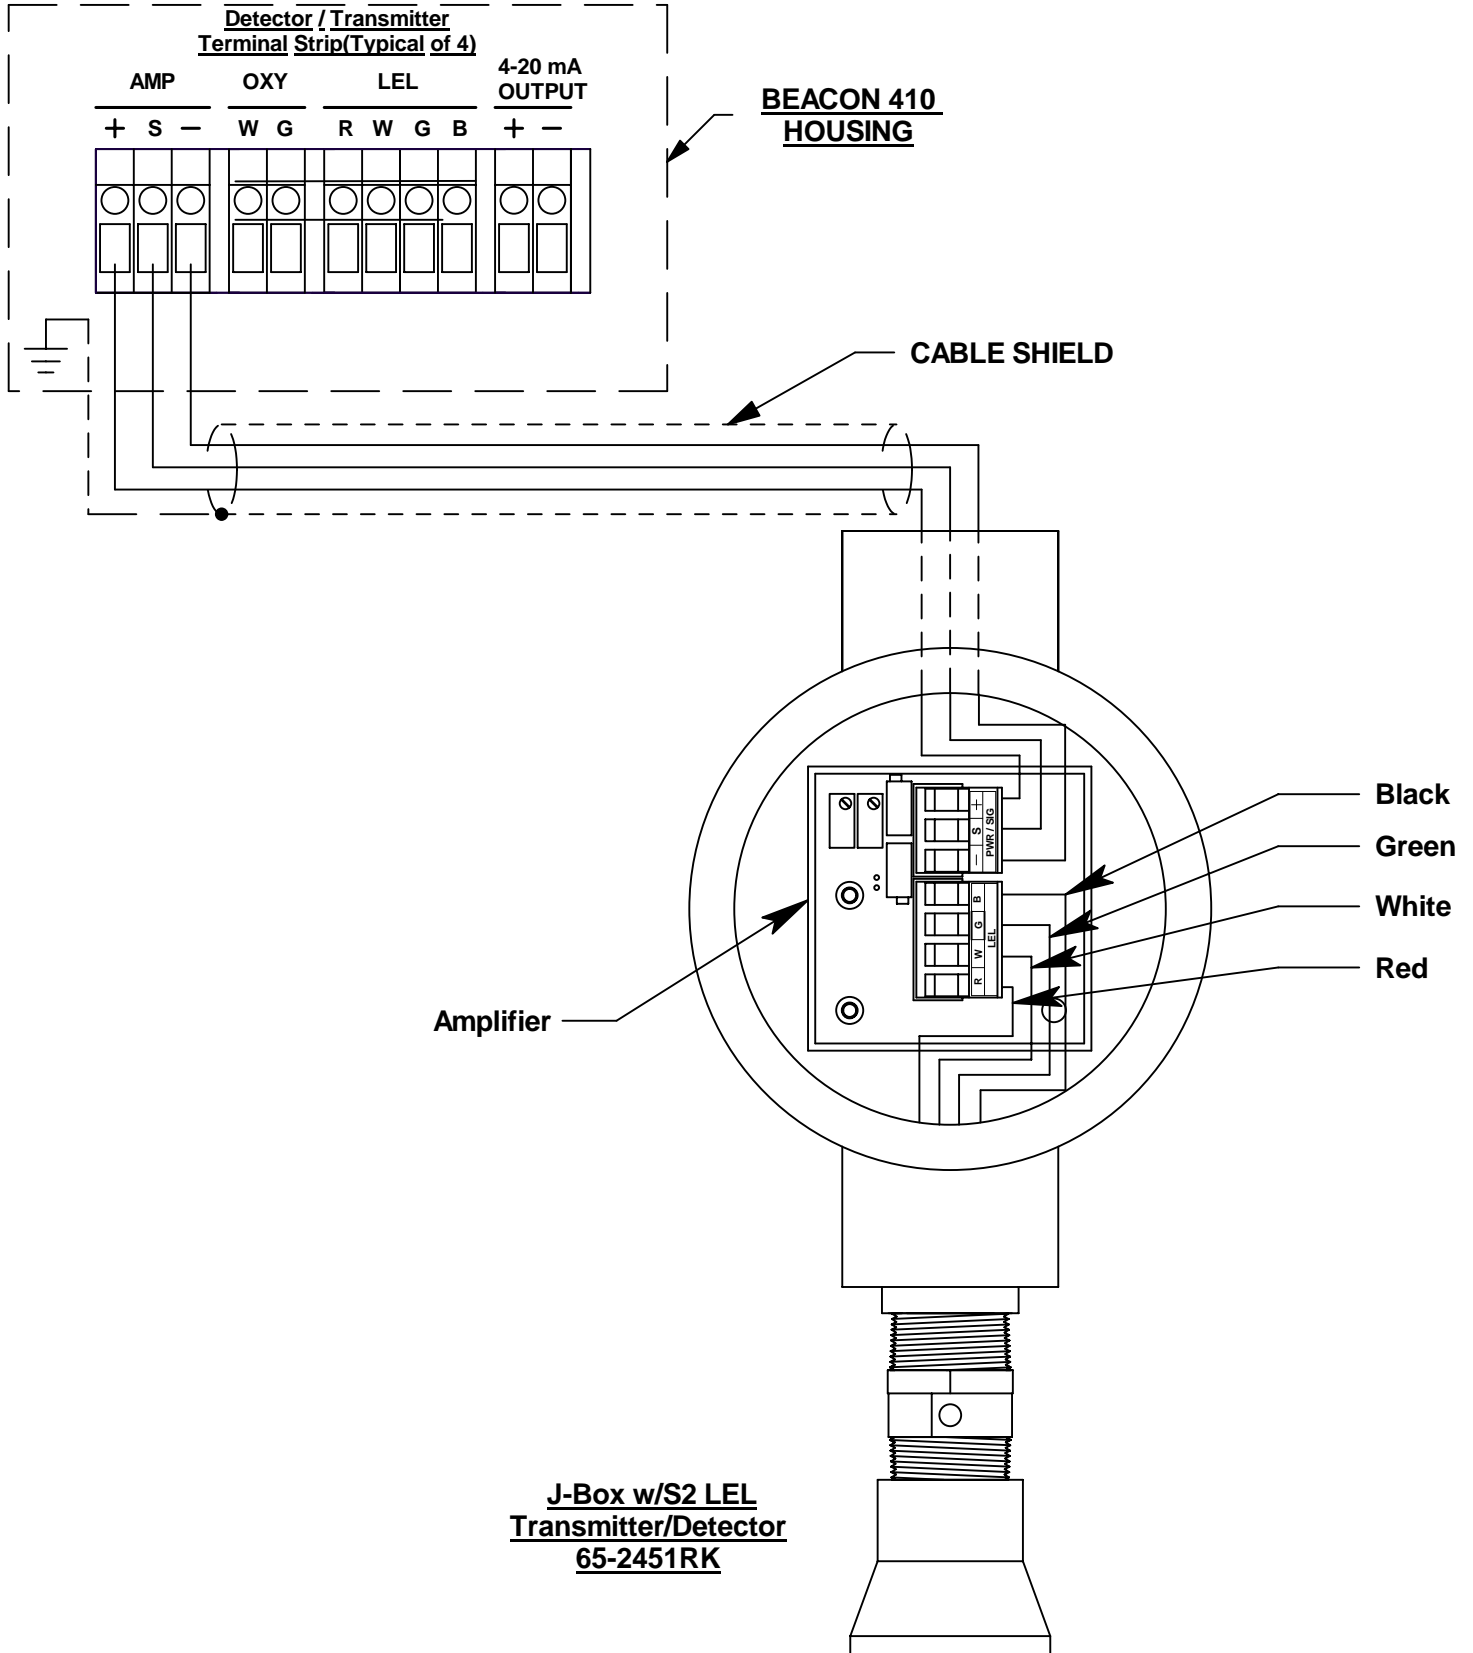 Detector / Transmitter
Terminal Strip(Typical of 4)
AMP OXY LEL 4-20 mA
OUTPUT
+ S − W G R W G B + −
BEACON 410
HOUSING
CABLE SHIELD
+ S −
PWR / SIG
B G W R
LEL
Black
Green
White
Red
Amplifier
J-Box w/S2 LEL
Transmitter/Detector
65-2451RK